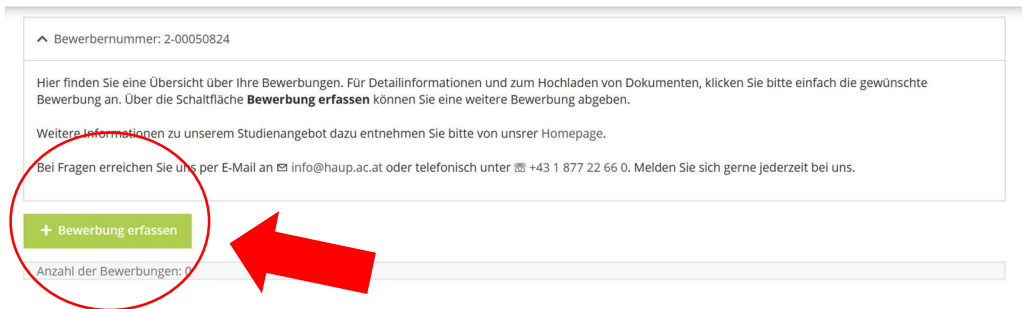 Bewerbernummer: 2-00050824
Hier finden Sie eine Übersicht über Ihre Bewerbungen. Für Detailinformationen und zum Hochladen von Dokumenten, klicken Sie bitte einfach die gewünschte
Bewerbung an. Über die Schaltfläche Bewerbung erfassen können Sie eine weitere Bewerbung abgeben.
Weitere Informationen zu unserem Studienangebot dazu entnehmen Sie bitte von unsrer Homepage.
Bei Fragen erreichen Sie uns per E-Mail an ✉ info@haup.ac.at oder telefonisch unter ☏ +43 1 877 22 66 0. Melden Sie sich gerne jederzeit bei uns.
+ Bewerbung erfassen
Anzahl der Bewerbungen: 0